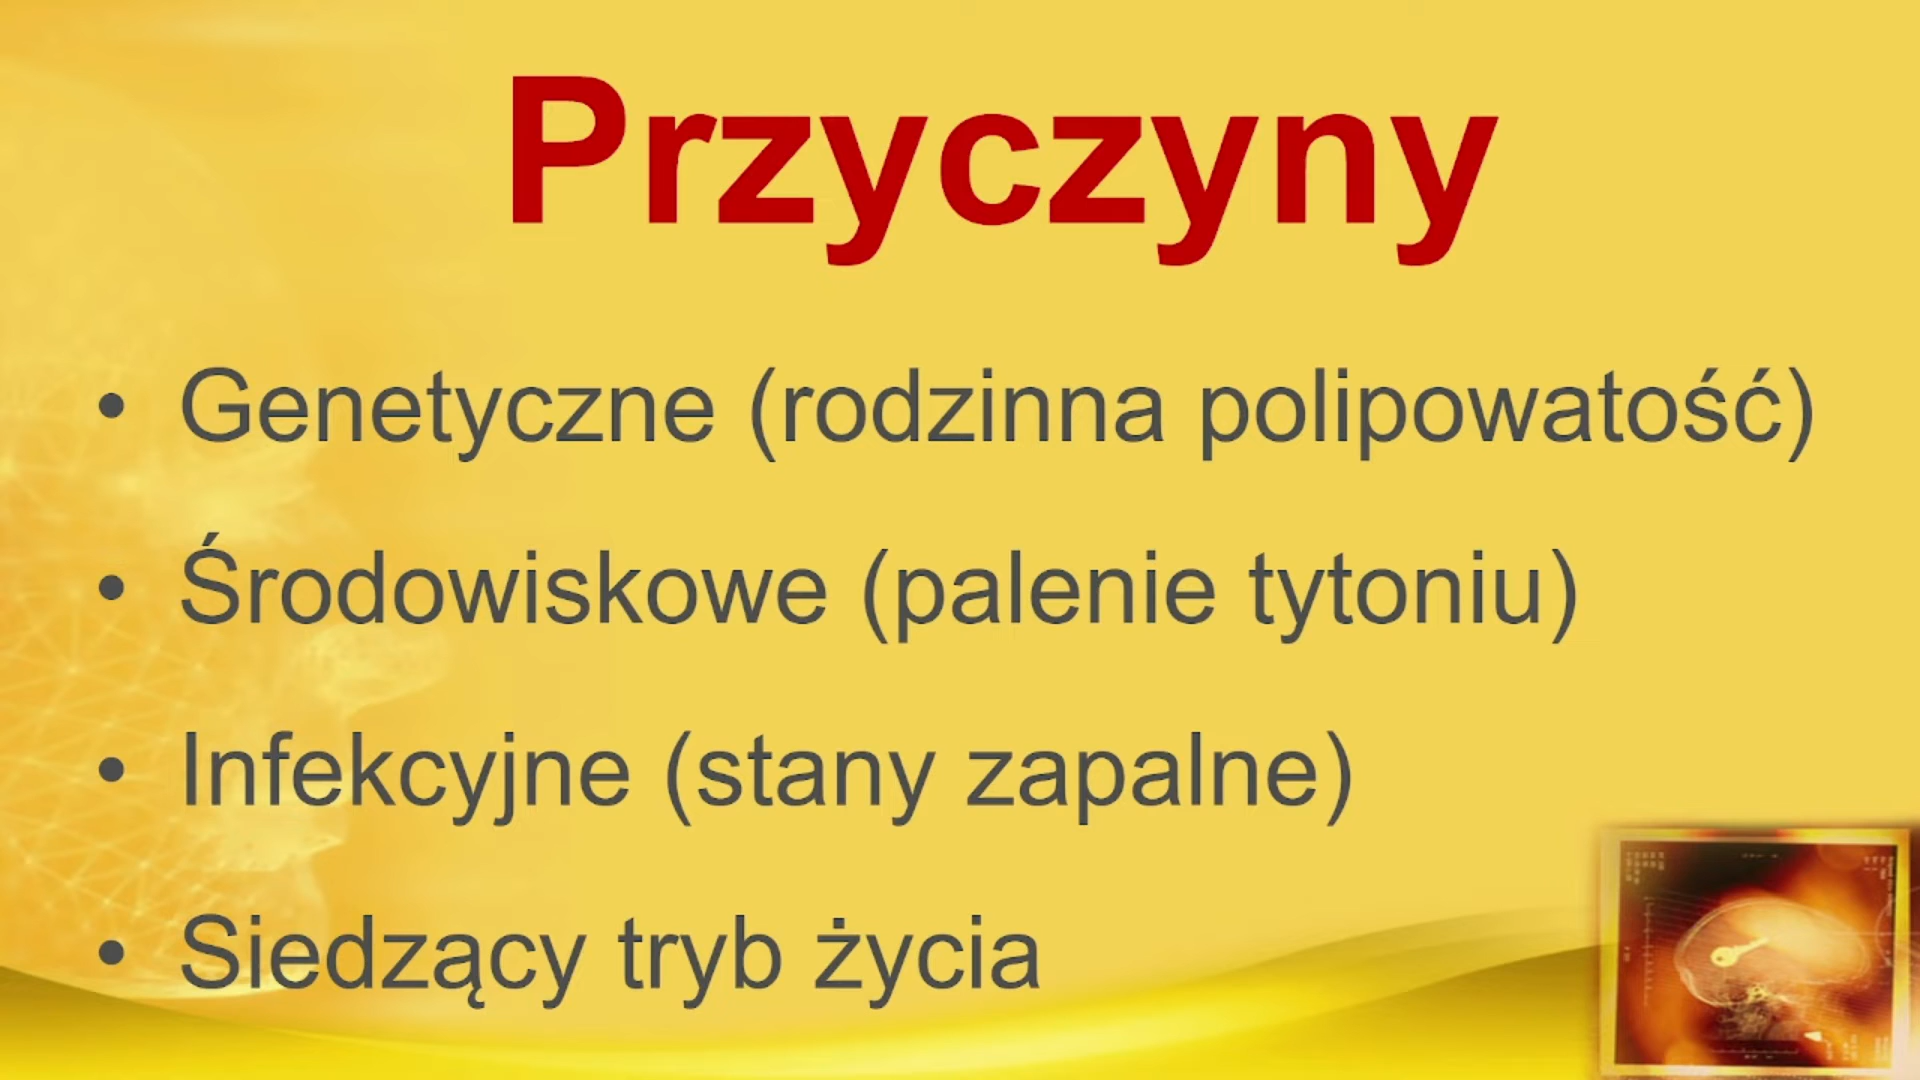 Przyczyny
• Genetyczne (rodzinna polipowatość)
• Środowiskowe (palenie tytoniu)
• Infekcyjne (stany zapalne)
• Siedzący tryb życia